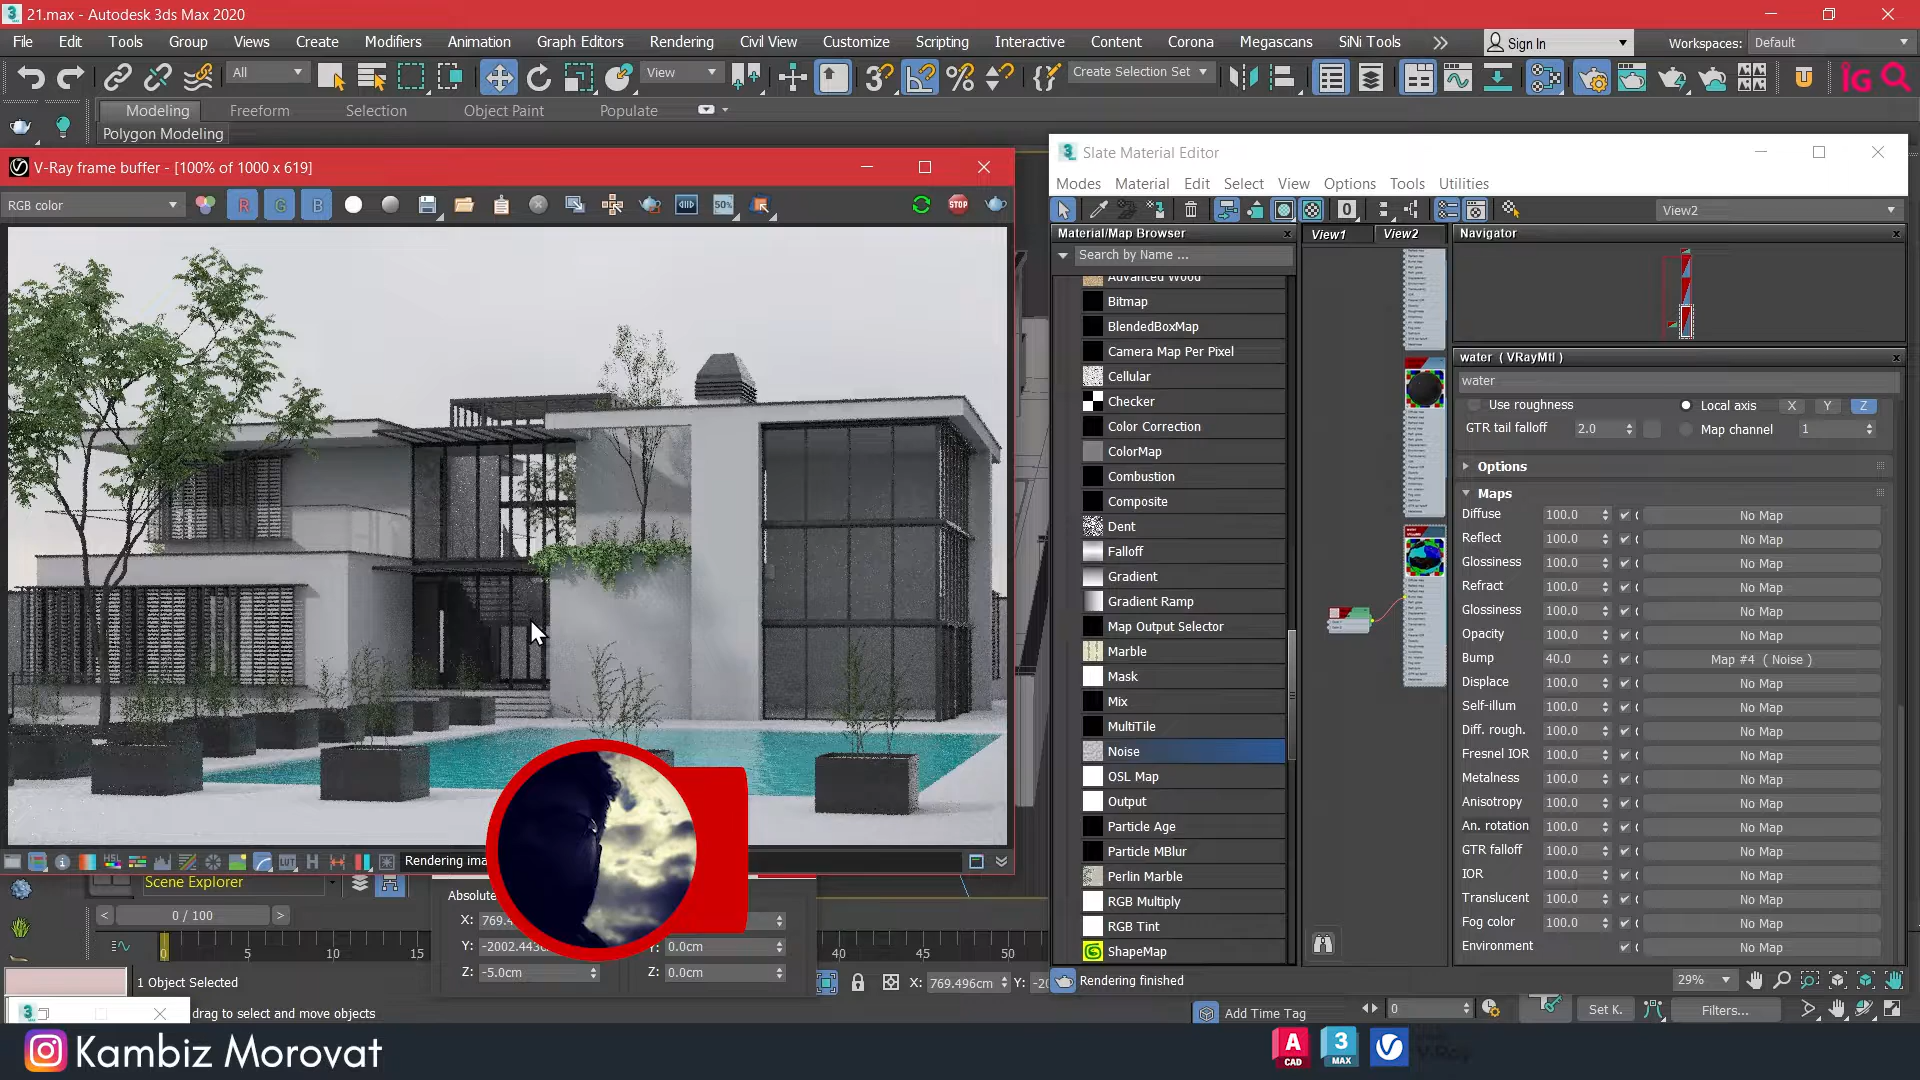 21.max - Autodesk 3ds Max 2020
File Edit Tools Group Views Create Modifiers Animation Graph Editors Rendering Civil View Customize Scripting Interactive Content Corona Megascans SiNi Tools Sign In Workspaces: Default
All View Create Selection Set
Modeling Freeform Selection Object Paint Populate
Polygon Modeling
V-Ray frame buffer - [100% of 1000 x 619]
RGB color R G B 50% STOP
Slate Material Editor
Modes Material Edit Select View Options Tools Utilities
View2
Material/Map Browser
Search by Name ...
Advanced Wood
Bitmap
BlendedBoxMap
Camera Map Per Pixel
Cellular
Checker
Color Correction
ColorMap
Combustion
Composite
Dent
Falloff
Gradient
Gradient Ramp
Map Output Selector
Marble
Mask
Mix
MultiTile
Noise
OSL Map
Output
Particle Age
Particle MBlur
Perlin Marble
RGB Multiply
RGB Tint
ShapeMap
View1 View2
Navigator
water ( VRayMtl )
water
Use roughness Local axis X Y Z
GTR tail falloff 2.0 Map channel 1
Options
Maps
Diffuse 100.0 No Map
Reflect 100.0 No Map
Glossiness 100.0 No Map
Refract 100.0 No Map
Glossiness 100.0 No Map
Opacity 100.0 No Map
Bump 40.0 Map #4 ( Noise )
Displace 100.0 No Map
Self-illum 100.0 No Map
Diff. rough. 100.0 No Map
Fresnel IOR 100.0 No Map
Metalness 100.0 No Map
Anisotropy 100.0 No Map
An. rotation 100.0 No Map
GTR falloff 100.0 No Map
IOR 100.0 No Map
Translucent 100.0 No Map
Fog color 100.0 No Map
Environment No Map
Rendering finished 29%
HSL LUT H Rendering ima
Scene Explorer
Absolute
X: 769.4
Y: -2002.443c Y: 0.0cm
Z: -5.0cm Z: 0.0cm
0 / 100
0 5 10 15 40 45 50
1 Object Selected X: 769.496cm Y: -20
drag to select and move objects
Add Time Tag 0 Set K. Filters...
Kambiz Morovat
A CAD 3 MAX